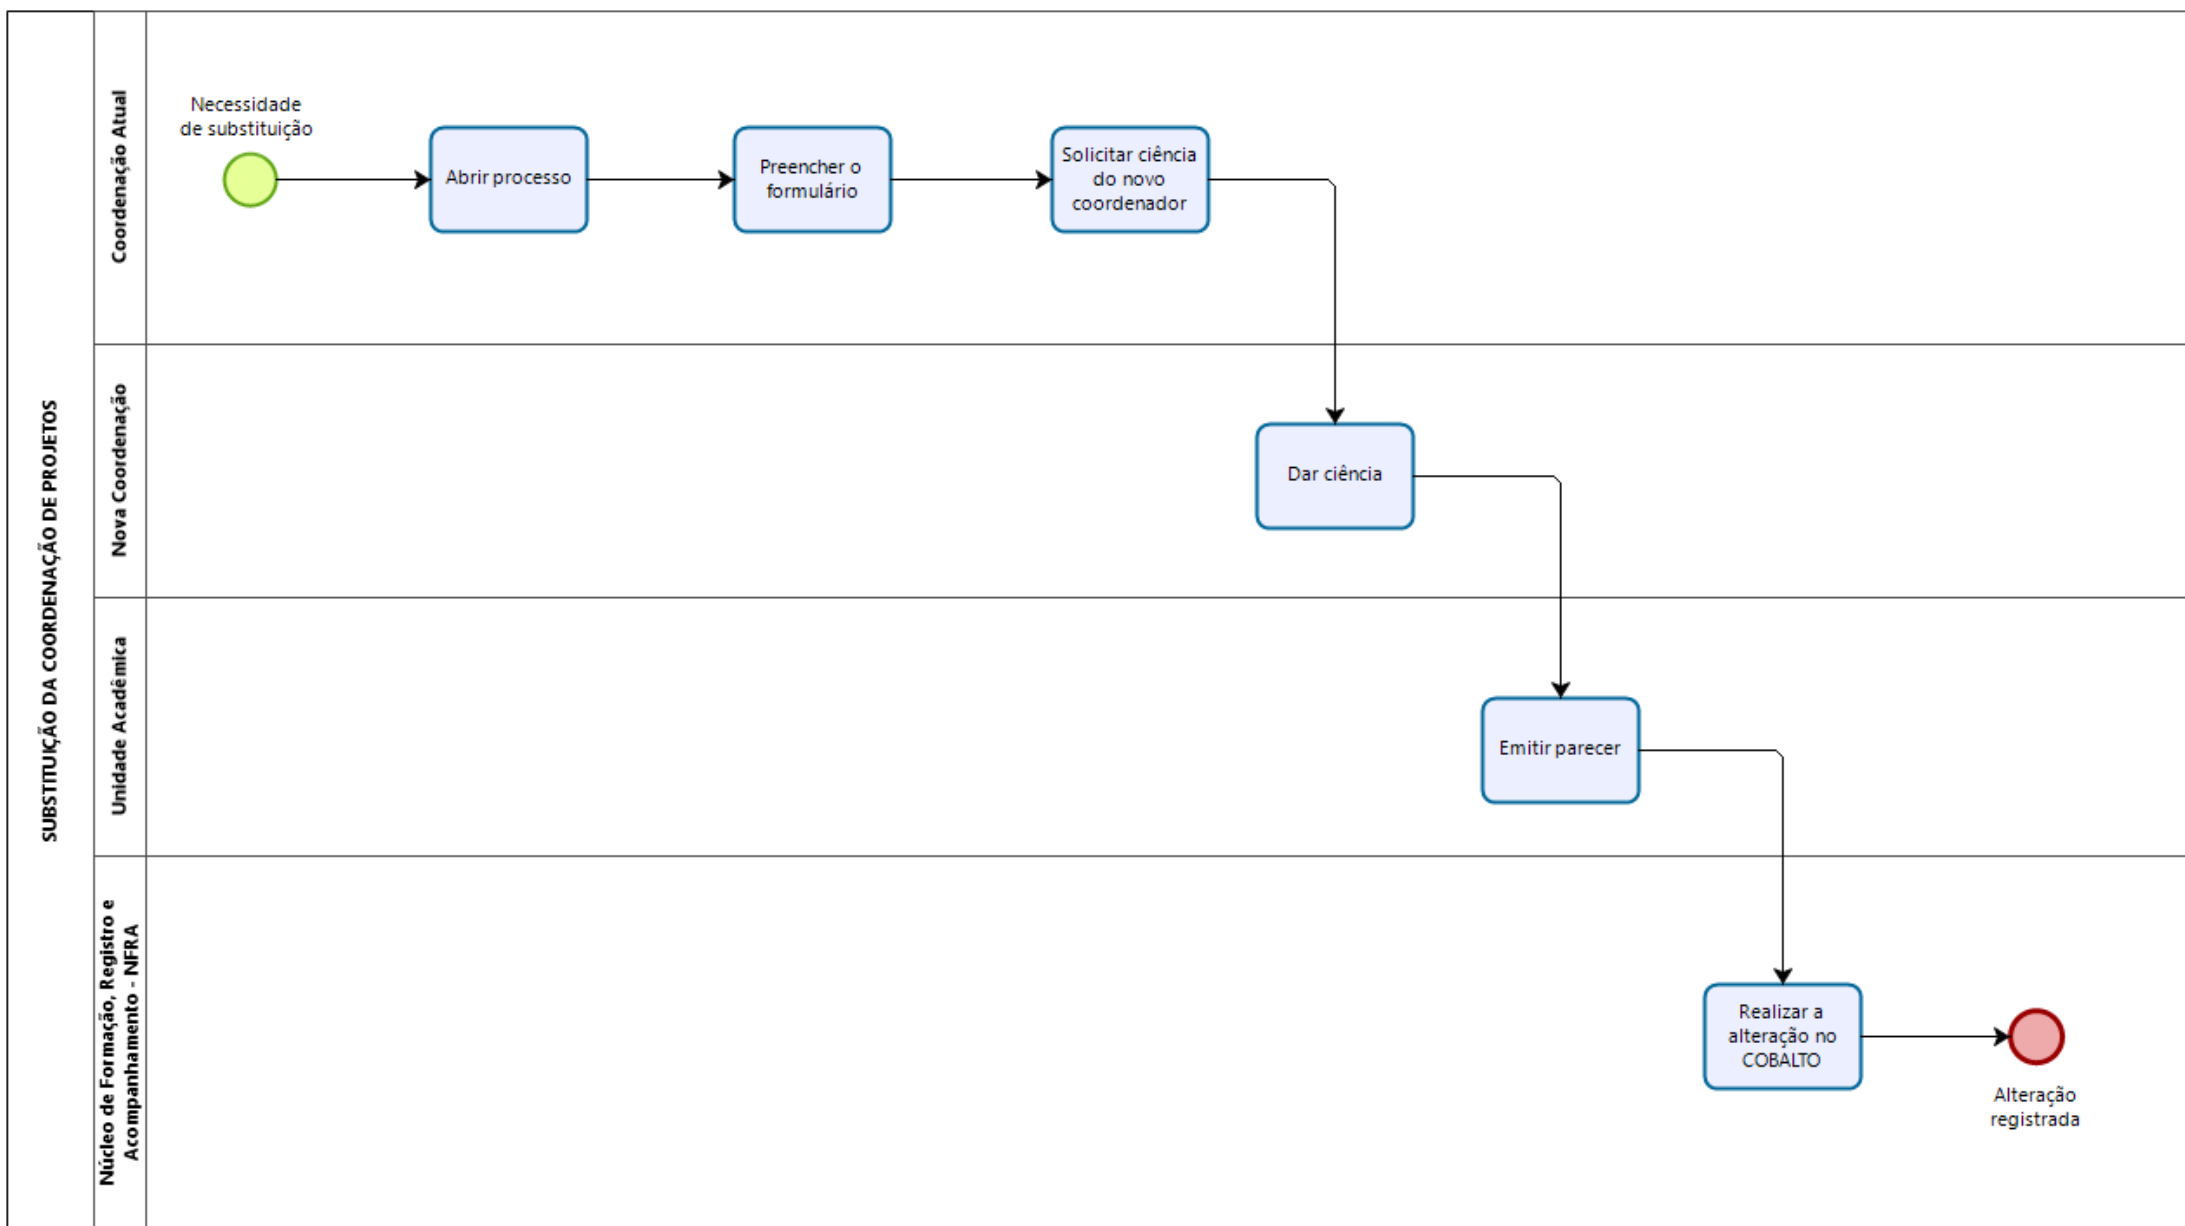 SUBSTITUIÇÃO DA COORDENAÇÃO DE PROJETOS
Coordenação Atual
Necessidade
de substituição
Abrir processo
Preencher o
formulário
Solicitar ciência
do novo
coordenador
Nova Coordenação
Dar ciência
Unidade Acadêmica
Emitir parecer
Núcleo de Formação, Registro e
Acompanhamento - NFRA
Realizar a
alteração no
COBALTO
Alteração
registrada